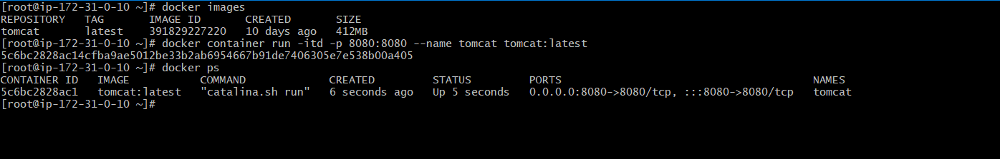 [root@ip-172-31-0-10 ~]# docker images
REPOSITORY   TAG       IMAGE ID       CREATED       SIZE
tomcat       latest    391829227220   10 days ago   412MB
[root@ip-172-31-0-10 ~]# docker container run -itd -p 8080:8080 --name tomcat tomcat:latest
5c6bc2828ac14cfba9ae5012be33b2ab6954667b91de7406305e7e538b00a405
[root@ip-172-31-0-10 ~]# docker ps
CONTAINER ID   IMAGE           COMMAND             CREATED         STATUS         PORTS                                       NAMES
5c6bc2828ac1   tomcat:latest   "catalina.sh run"   6 seconds ago   Up 5 seconds   0.0.0.0:8080->8080/tcp, :::8080->8080/tcp   tomcat
[root@ip-172-31-0-10 ~]#